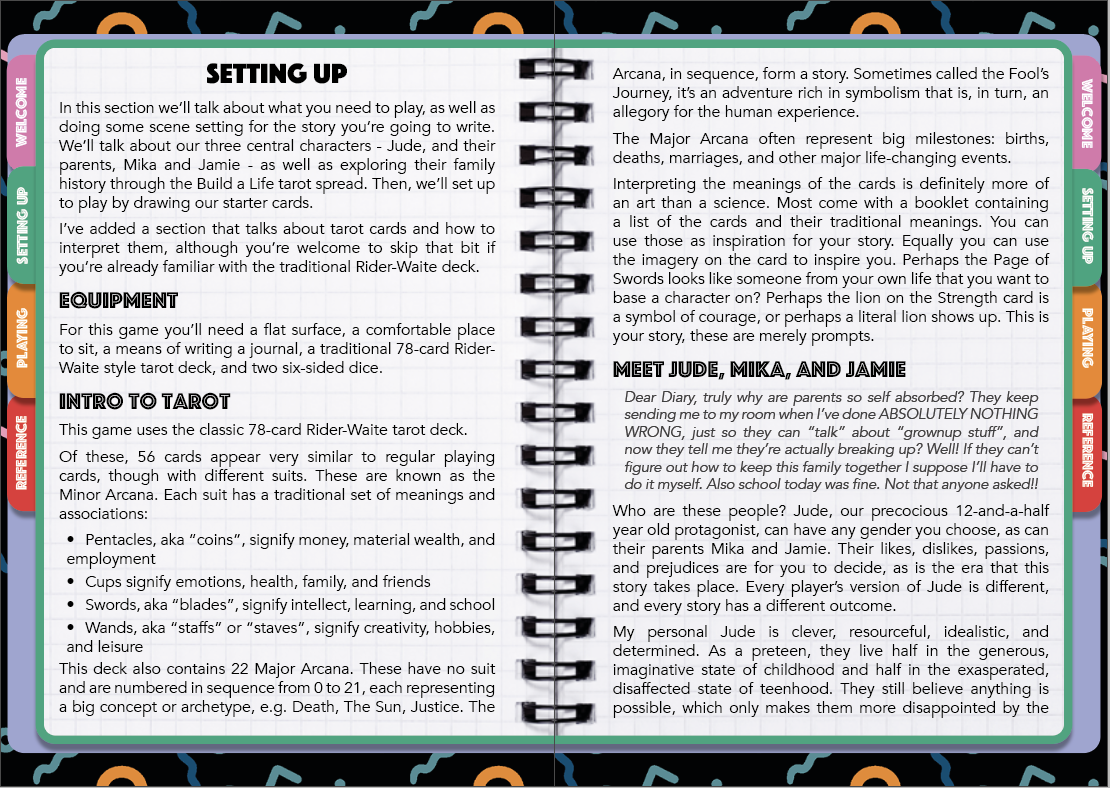 WELCOME
SETTING UP
PLAYING
REFERENCE
SETTING UP
In this section we'll talk about what you need to play, as well as
doing some scene setting for the story you're going to write.
We'll talk about our three central characters - Jude, and their
parents, Mika and Jamie - as well as exploring their family
history through the Build a Life tarot spread. Then, we'll set up
to play by drawing our starter cards.
I've added a section that talks about tarot cards and how to
interpret them, although you're welcome to skip that bit if
you're already familiar with the traditional Rider-Waite deck.
EQUIPMENT
For this game you'll need a flat surface, a comfortable place
to sit, a means of writing a journal, a traditional 78-card Rider-
Waite style tarot deck, and two six-sided dice.
INTRO TO TAROT
This game uses the classic 78-card Rider-Waite tarot deck.
Of these, 56 cards appear very similar to regular playing
cards, though with different suits. These are known as the
Minor Arcana. Each suit has a traditional set of meanings and
associations:
• Pentacles, aka “coins”, signify money, material wealth, and
employment
• Cups signify emotions, health, family, and friends
• Swords, aka “blades”, signify intellect, learning, and school
• Wands, aka “staffs” or “staves”, signify creativity, hobbies,
and leisure
This deck also contains 22 Major Arcana. These have no suit
and are numbered in sequence from 0 to 21, each representing
a big concept or archetype, e.g. Death, The Sun, Justice. The
Arcana, in sequence, form a story. Sometimes called the Fool's
Journey, it's an adventure rich in symbolism that is, in turn, an
allegory for the human experience.
The Major Arcana often represent big milestones: births,
deaths, marriages, and other major life-changing events.
Interpreting the meanings of the cards is definitely more of
an art than a science. Most come with a booklet containing
a list of the cards and their traditional meanings. You can
use those as inspiration for your story. Equally you can use
the imagery on the card to inspire you. Perhaps the Page of
Swords looks like someone from your own life that you want to
base a character on? Perhaps the lion on the Strength card is
a symbol of courage, or perhaps a literal lion shows up. This is
your story, these are merely prompts.
MEET JUDE, MIKA, AND JAMIE
Dear Diary, truly why are parents so self absorbed? They keep
sending me to my room when I've done ABSOLUTELY NOTHING
WRONG, just so they can “talk” about “grownup stuff”, and
now they tell me they're actually breaking up? Well! If they can't
figure out how to keep this family together I suppose I'll have to
do it myself. Also school today was fine. Not that anyone asked!!
Who are these people? Jude, our precocious 12-and-a-half
year old protagonist, can have any gender you choose, as can
their parents Mika and Jamie. Their likes, dislikes, passions,
and prejudices are for you to decide, as is the era that this
story takes place. Every player's version of Jude is different,
and every story has a different outcome.
My personal Jude is clever, resourceful, idealistic, and
determined. As a preteen, they live half in the generous,
imaginative state of childhood and half in the exasperated,
disaffected state of teenhood. They still believe anything is
possible, which only makes them more disappointed by the
WELCOME
SETTING UP
PLAYING
REFERENCE